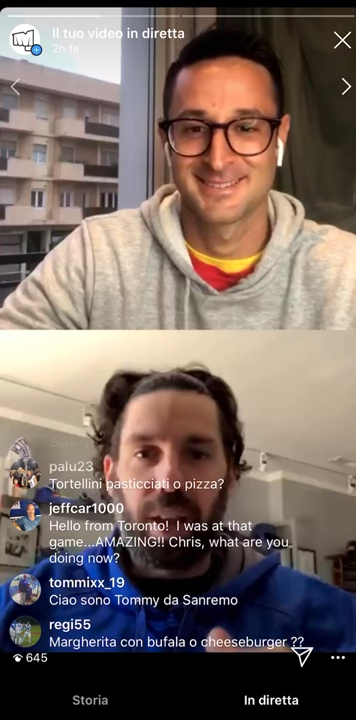 Il tuo video in diretta
2h fa
palu23
Tortellini pasticciati o pizza?
jeffcar1000
Hello from Toronto! I was at that
game...AMAZING!! Chris, what are you
doing now?
tommixx_19
Ciao sono Tommy da Sanremo
regi55
Margherita con bufala o cheeseburger ??
645
Storia
In diretta